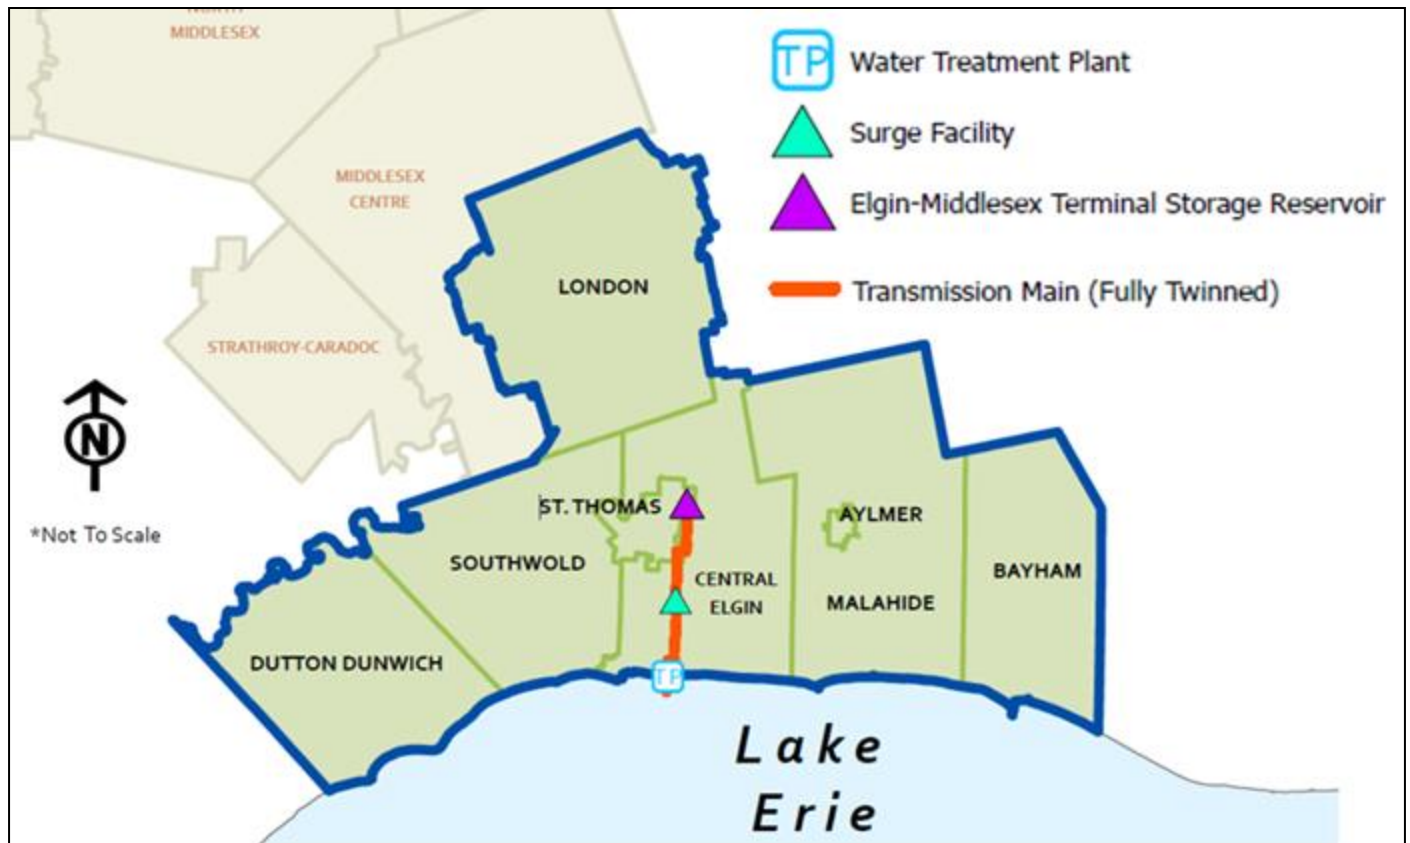 MIDDLESEX
MIDDLESEX
CENTRE
STRATHROY-CARADOC
TP Water Treatment Plant
Surge Facility
Elgin-Middlesex Terminal Storage Reservoir
Transmission Main (Fully Twinned)
LONDON
N
*Not To Scale
ST. THOMAS
AYLMER
SOUTHWOLD
CENTRAL
ELGIN
BAYHAM
MALAHIDE
DUTTON DUNWICH
TP
Lake
Erie